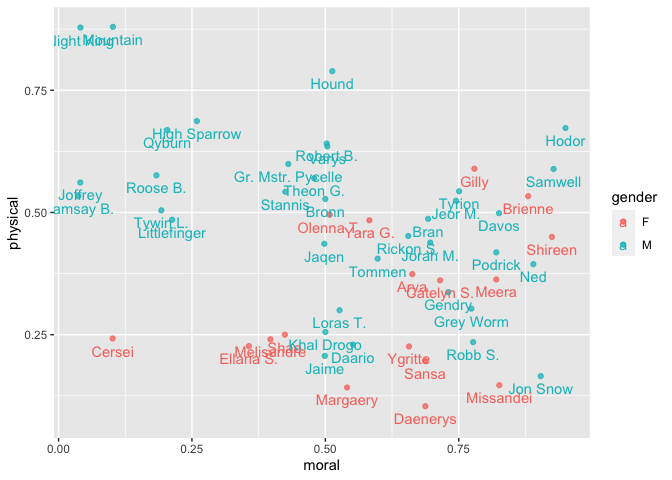 Night King
Mountain
Hound
High Sparrow
Qyburn
Hodor
Robert B.
Varys
Gr. Mstr. Pycelle
Gilly
Samwell
Joffrey
Roose B.
Theon G.
Stannis
Tyrion
Brienne
amsay B.
Bronn
Jeor M.
Tywin L.
Olenna T.
Yara G.
Bran
Davos
Littlefinger
Rickon S.
Shireen
Jaqen
Jorah M.
Tommen
Podrick
Ned
Arya
Catelyn S.
Meera
Gendry
Loras T.
Grey Worm
Cersei
Ellaria S.
Melisandre
Shae
Khal Drogo
Daario
Ygritte
Robb S.
Jaime
Sansa
Jon Snow
Margaery
Missandei
Daenerys
physical
0.75
0.50
0.25
0.00
0.25
0.50
0.75
moral
gender
a F
a M